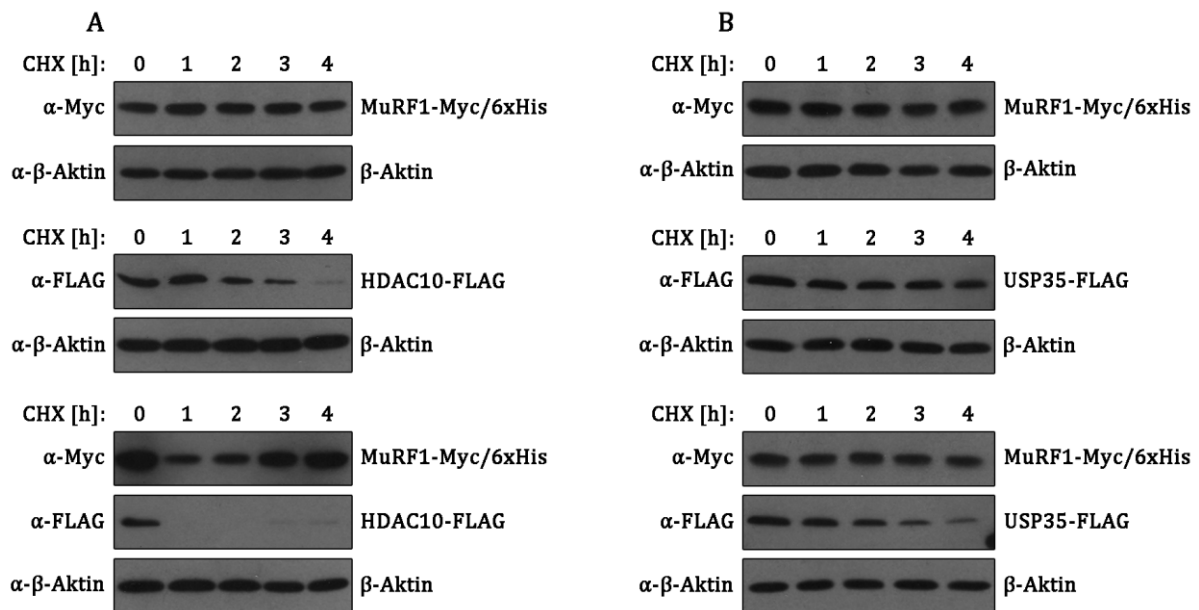 A
CHX [h]: 0 1 2 3 4
α-Myc MuRF1-Myc/6xHis
α-β-Aktin β-Aktin
CHX [h]: 0 1 2 3 4
α-FLAG HDAC10-FLAG
α-β-Aktin β-Aktin
CHX [h]: 0 1 2 3 4
α-Myc MuRF1-Myc/6xHis
α-FLAG HDAC10-FLAG
α-β-Aktin β-Aktin
B
CHX [h]: 0 1 2 3 4
α-Myc MuRF1-Myc/6xHis
α-β-Aktin β-Aktin
CHX [h]: 0 1 2 3 4
α-FLAG USP35-FLAG
α-β-Aktin β-Aktin
CHX [h]: 0 1 2 3 4
α-Myc MuRF1-Myc/6xHis
α-FLAG USP35-FLAG
α-β-Aktin β-Aktin